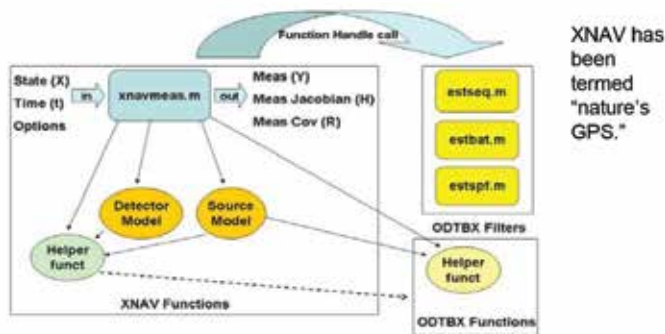 Function Handle call
State (X)
Time (t)
Options
in
xnavmeas.m
out
Meas (Y)
Meas Jacobian (H)
Meas Cov (R)
estseq.m
estbat.m
estspf.m
ODTBX Filters
Detector
Model
Source
Model
Helper
funct
XNAV Functions
Helper
funct
ODTBX Functions
XNAV has
been
termed
“nature’s
GPS.”